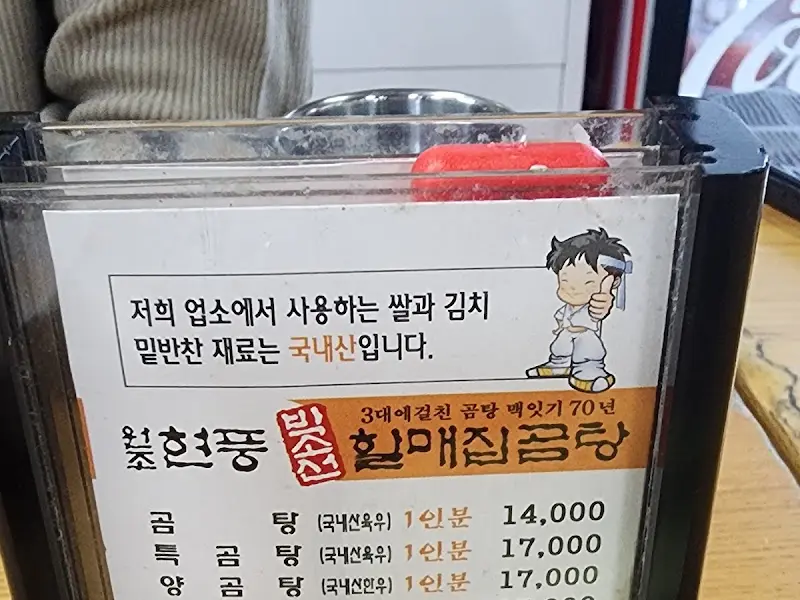 저희 업소에서 사용하는 쌀과 김치
밑반찬 재료는 국내산입니다.
3대에걸친 곰탕 맥잇기 70년
원조 현풍 박소선 할매집곰탕
곰 탕 (국내산육우) 1인분 14,000
특 곰 탕 (국내산육우) 1인분 17,000
양 곰 탕 (국내산한우) 1인분 17,000